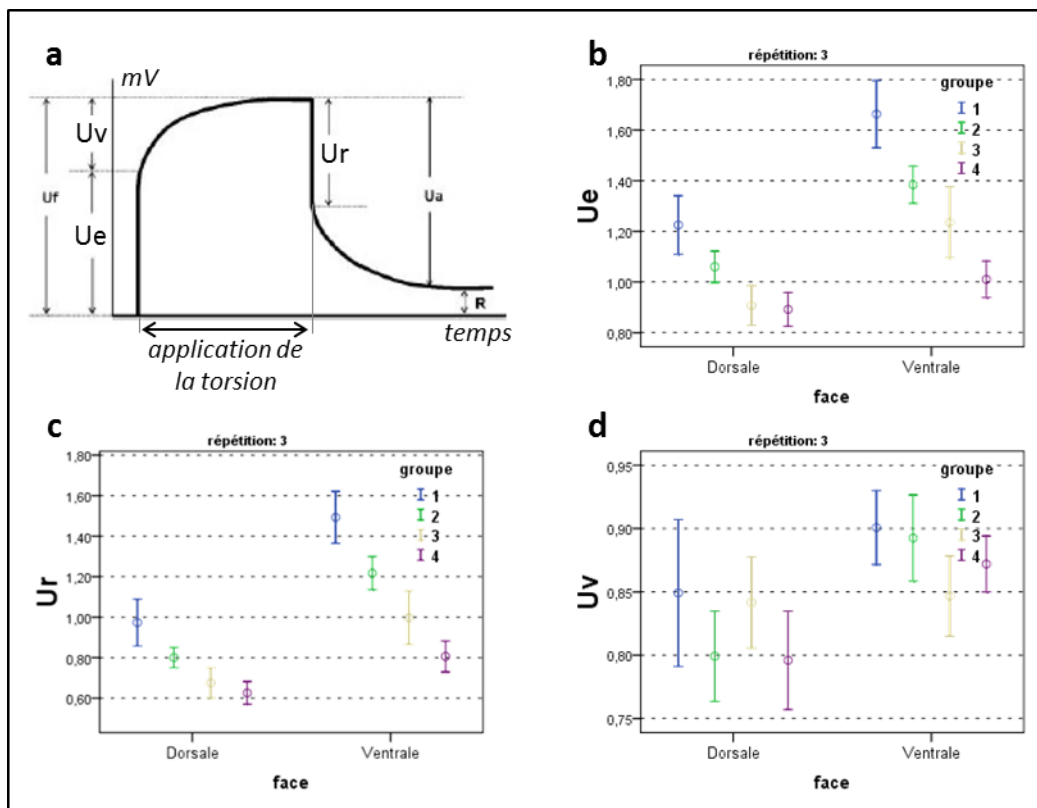 a
mV
Uv
Uf
Ue
Ur
Ua
R
temps
application de
la torsion
b
répétition: 3
groupe
1
2
3
4
1,80
1,60
1,40
1,20
1,00
0,80
Ue
Dorsale
Ventrale
face
c
répétition: 3
groupe
1
2
3
4
1,80
1,60
1,40
1,20
1,00
0,80
0,60
Ur
Dorsale
Ventrale
face
d
répétition: 3
groupe
1
2
3
4
0,95
0,90
0,85
0,80
0,75
Uv
Dorsale
Ventrale
face